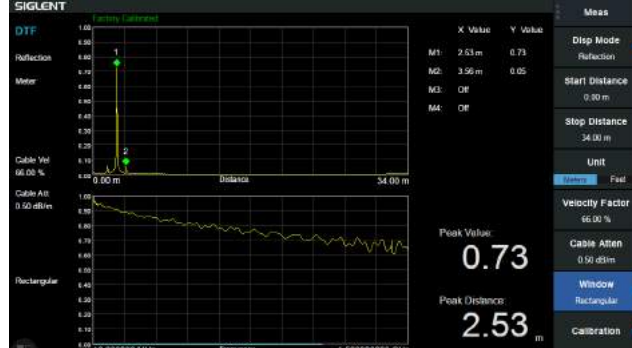 SIGLENT
DTF
Factory Calibrated
Reflection
Meter
Cable Vel
66.00 %
Cable Att
0.50 dB/m
Rectangular
1
2
0.00 m
Distance
34.00 m
X Value Y Value
M1: 2.53 m 0.73
M2: 3.56 m 0.05
M3: Off
M4: Off
Peak Value:
0.73
Peak Distance:
2.53 m
Meas
Disp Mode
Reflection
Start Distance
0.00 m
Stop Distance
34.00 m
Unit
Meters Feet
Velocity Factor
66.00 %
Cable Atten
0.50 dB/m
Window
Rectangular
Calibration